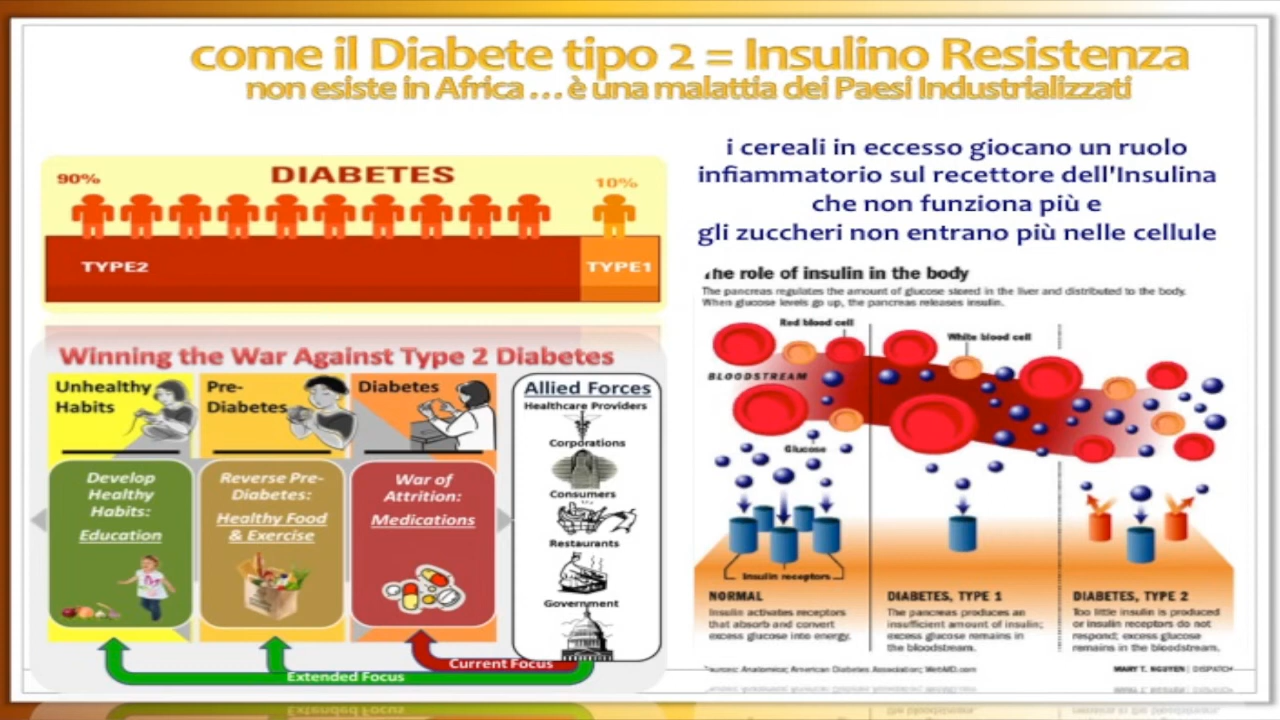 come il Diabete tipo 2 = Insulino Resistenza
non esiste in Africa ... è una malattia dei Paesi Industrializzati
90%
DIABETES
10%
TYPE2
TYPE1
Winning the War Against Type 2 Diabetes
Unhealthy
Habits
Pre-
Diabetes
Diabetes
Develop
Healthy
Habits:
Education
Reverse Pre-
Diabetes:
Healthy Food
& Exercise
War of
Attrition:
Medications
Allied Forces
Healthcare Providers
Corporations
Consumers
Restaurants
Government
Current Focus
Extended Focus
i cereali in eccesso giocano un ruolo
infiammatorio sul recettore dell'Insulina
che non funziona più e
gli zuccheri non entrano più nelle cellule
he role of insulin in the body
The pancreas regulates the amount of glucose stored in the liver and distributed to the body.
When glucose levels go up, the pancreas releases insulin.
Red blood cell
White blood cell
BLOODSTREAM
Glucose
Insulin receptors
NORMAL
Insulin activates receptors
that absorb and convert
excess glucose into energy.
DIABETES, TYPE 1
The pancreas produces an
insufficient amount of insulin;
excess glucose remains in
the bloodstream.
DIABETES, TYPE 2
Too little insulin is produced
or insulin receptors do not
respond; excess glucose
remains in the bloodstream.
American Diabetes Association; WebMD.com
MARY T. NGUYEN | DISPATCH